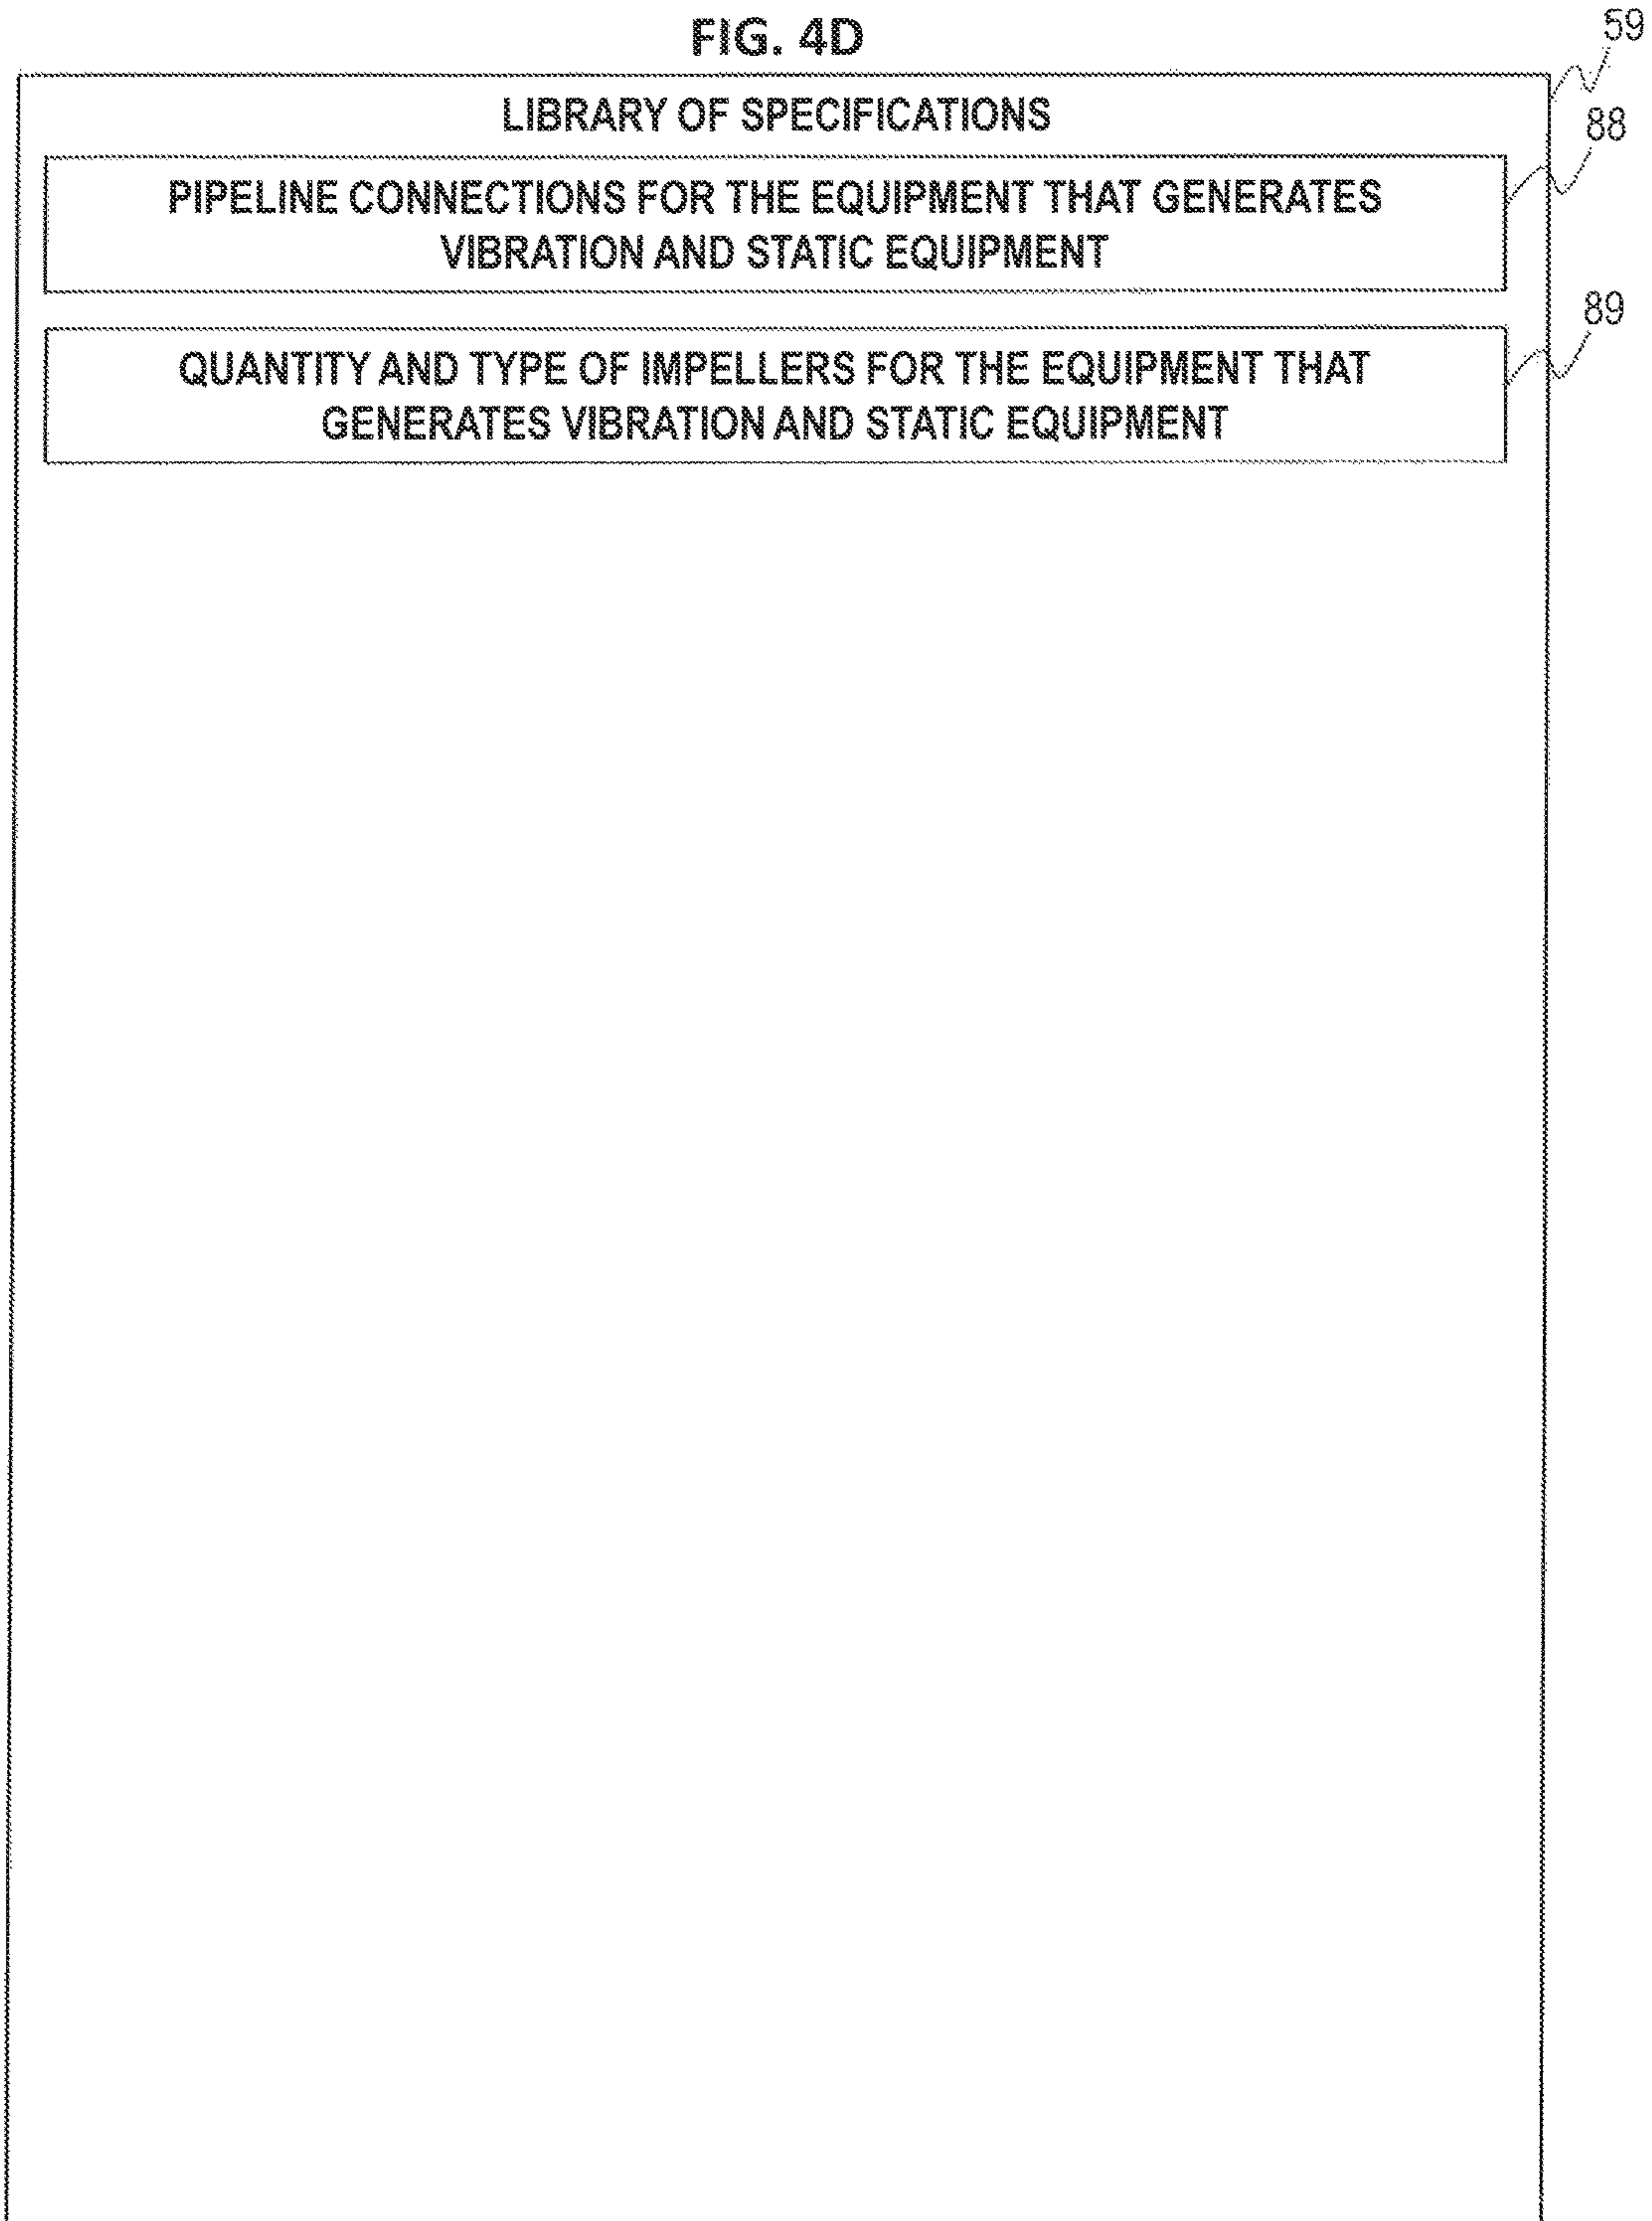 FIG. 4D
59
LIBRARY OF SPECIFICATIONS
88
PIPELINE CONNECTIONS FOR THE EQUIPMENT THAT GENERATES
VIBRATION AND STATIC EQUIPMENT
89
QUANTITY AND TYPE OF IMPELLERS FOR THE EQUIPMENT THAT
GENERATES VIBRATION AND STATIC EQUIPMENT